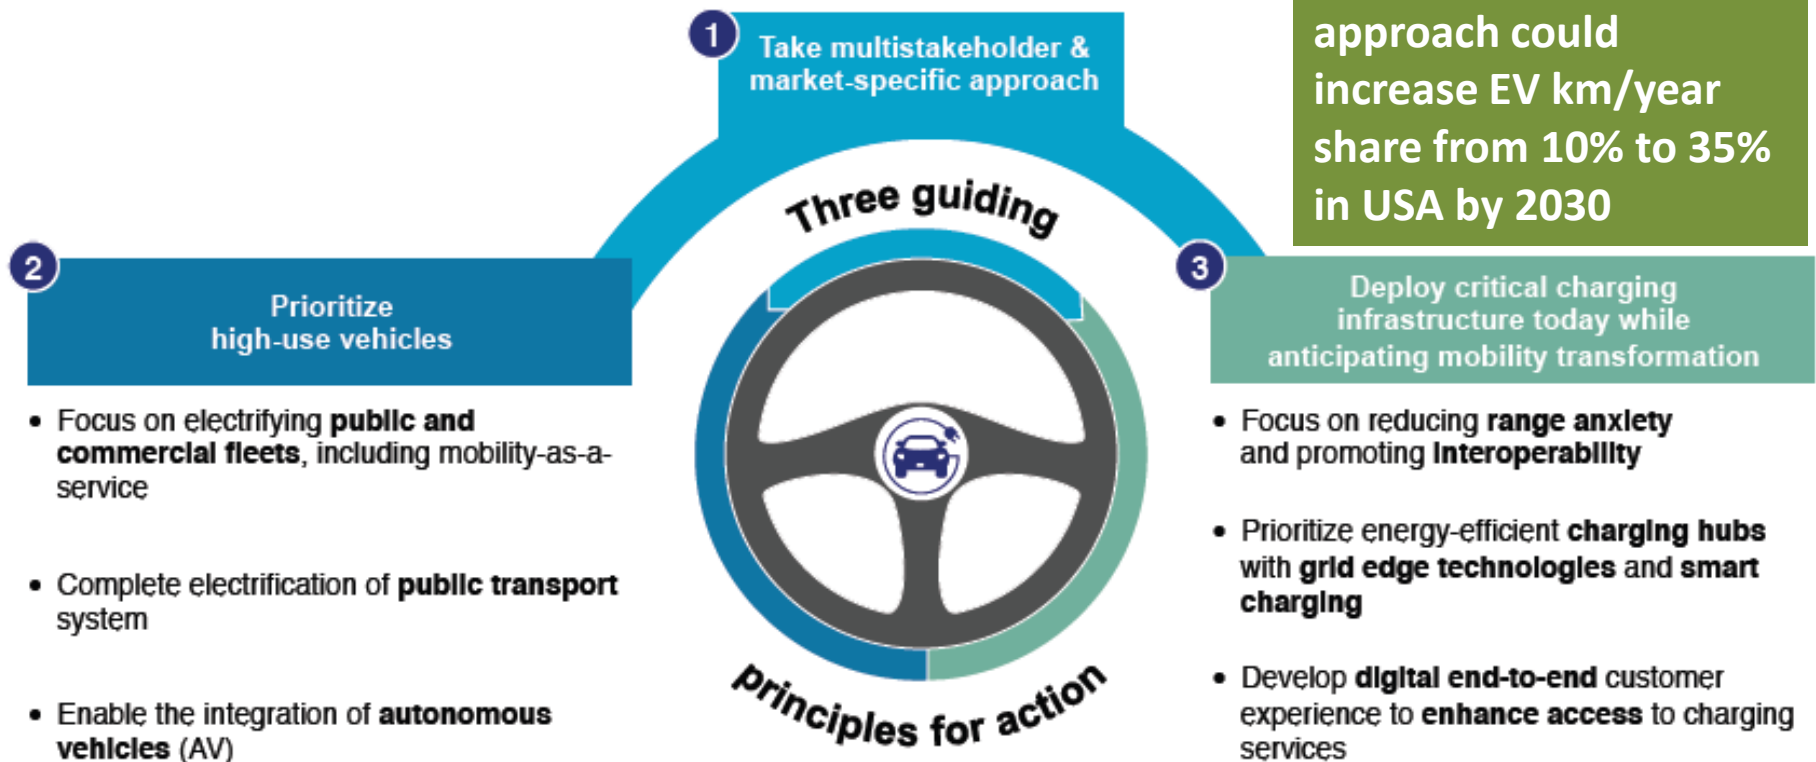 1
Take multistakeholder &
market-specific approach
approach could
increase EV km/year
share from 10% to 35%
in USA by 2030
Three guiding
principles for action
2
Prioritize
high-use vehicles
• Focus on electrifying public and
commercial fleets, including mobility-as-a-
service
• Complete electrification of public transport
system
• Enable the integration of autonomous
vehicles (AV)
3
Deploy critical charging
infrastructure today while
anticipating mobility transformation
• Focus on reducing range anxiety
and promoting interoperability
• Prioritize energy-efficient charging hubs
with grid edge technologies and smart
charging
• Develop digital end-to-end customer
experience to enhance access to charging
services